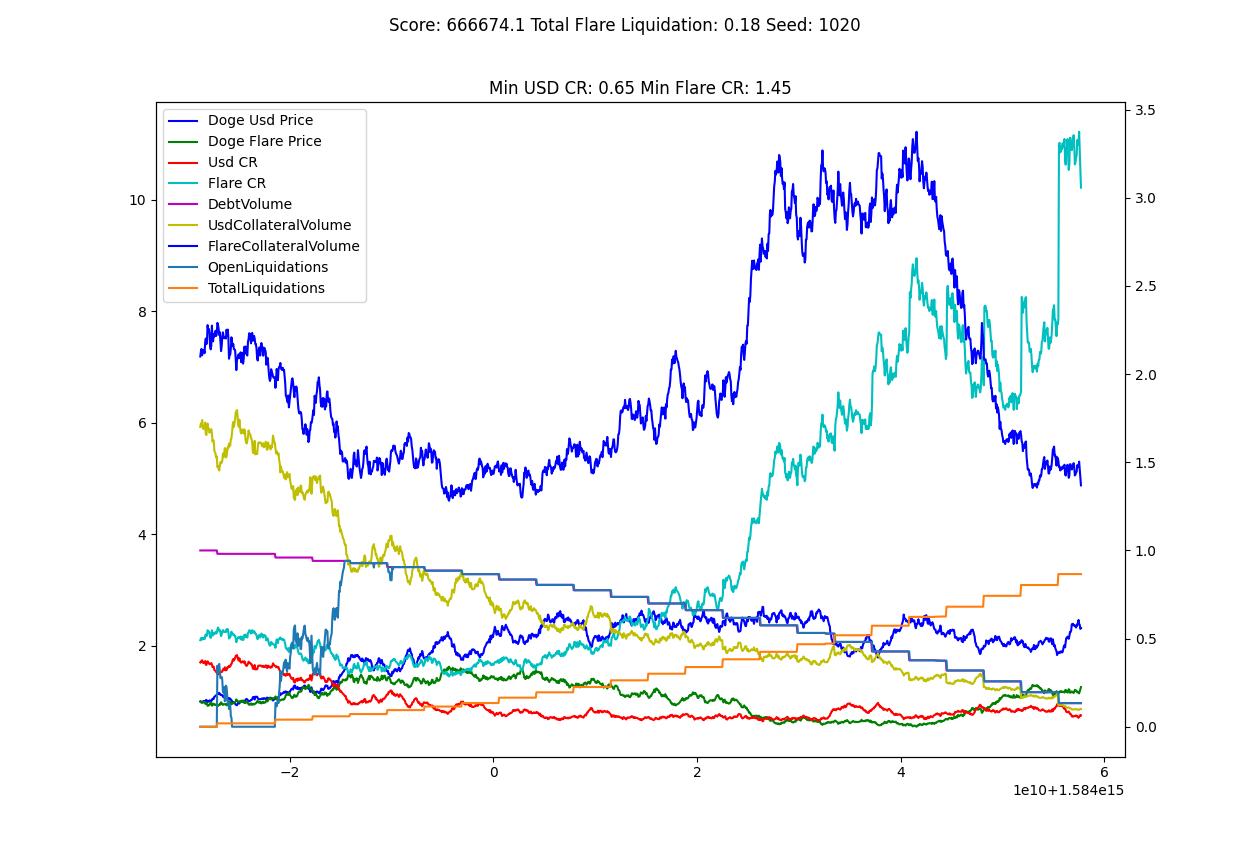 Score: 666674.1 Total Flare Liquidation: 0.18 Seed: 1020
Min USD CR: 0.65 Min Flare CR: 1.45
Doge Usd Price
Doge Flare Price
Usd CR
Flare CR
DebtVolume
UsdCollateralVolume
FlareCollateralVolume
OpenLiquidations
TotalLiquidations
10
8
6
4
2
3.5
3.0
2.5
2.0
1.5
1.0
0.5
0.0
−2 0 2 4 6
1e10+1.584e15